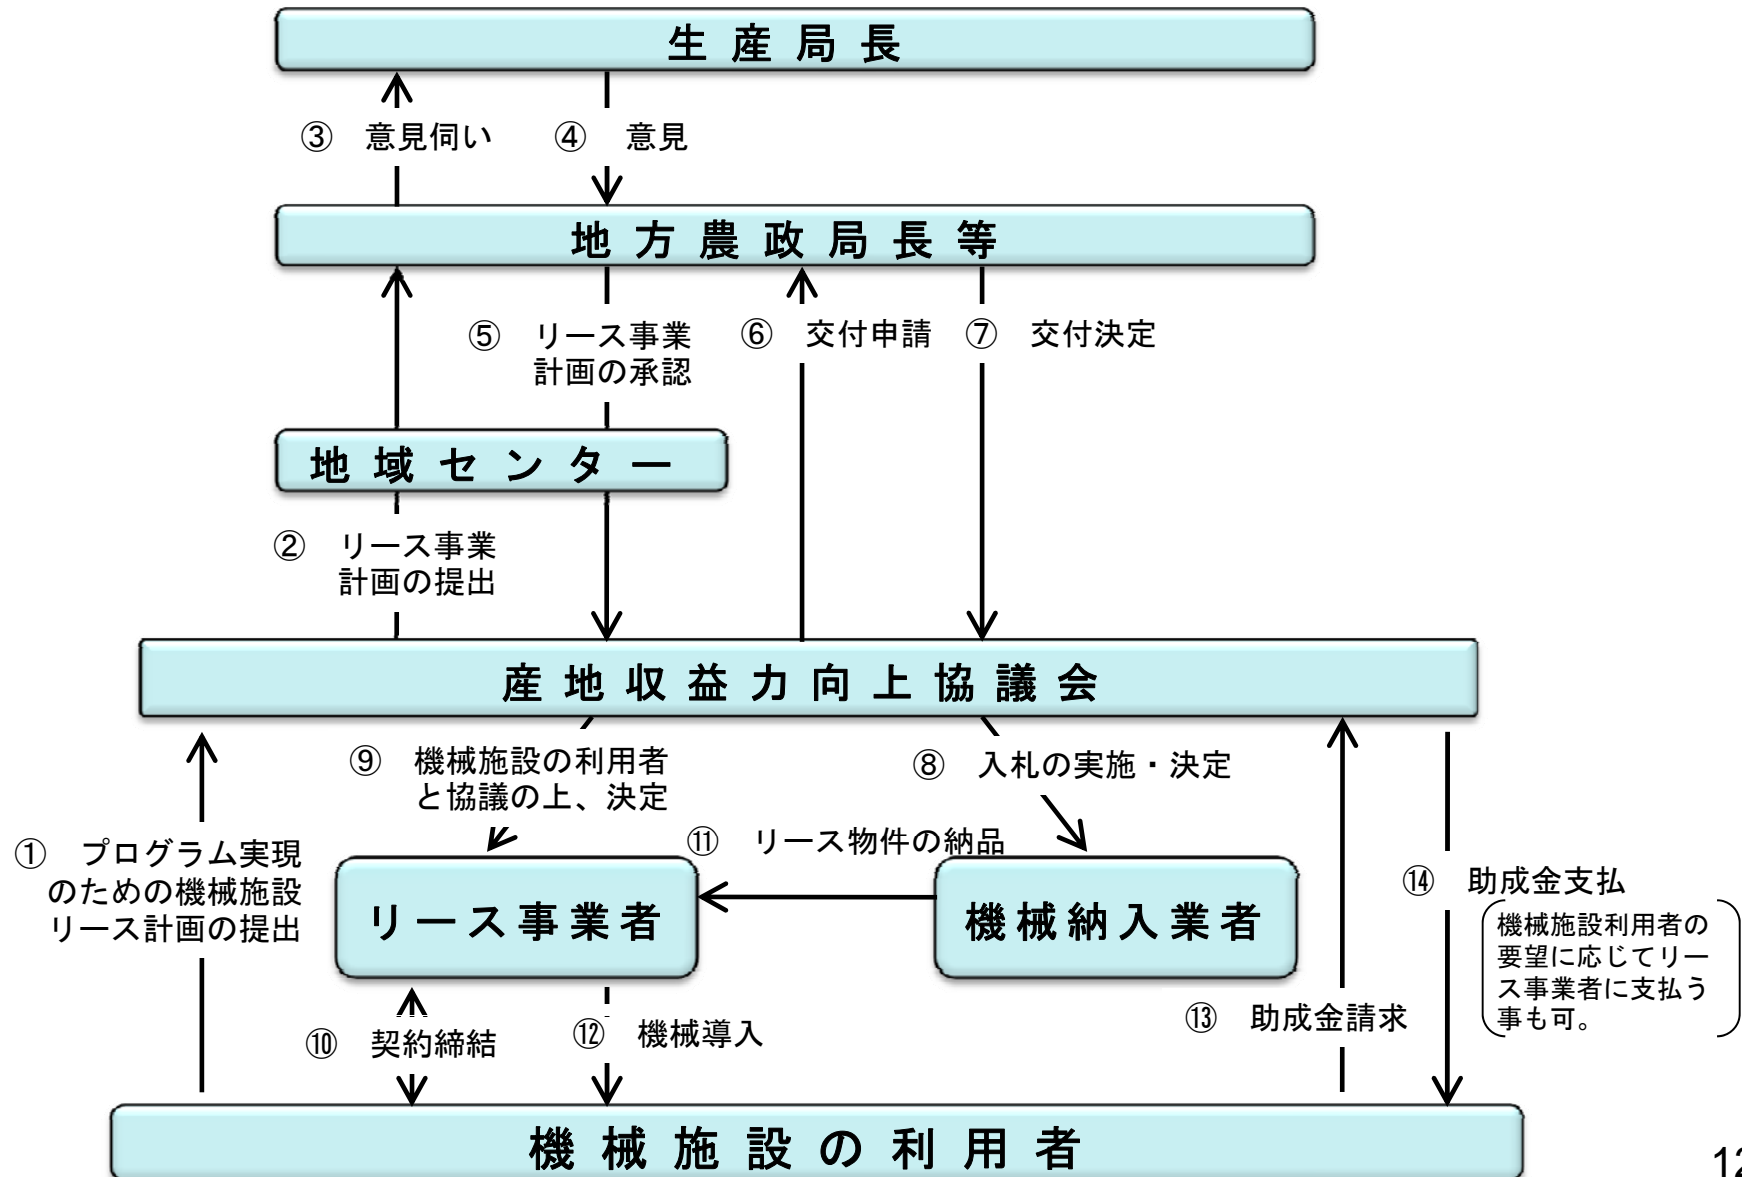 生産局長
③　意見伺い
④　意見
地方農政局長等
⑤　リース事業
計画の承認
⑥　交付申請
⑦　交付決定
地域センター
②　リース事業
計画の提出
産地収益力向上協議会
⑨　機械施設の利用者
と協議の上、決定
⑧　入札の実施・決定
①　プログラム実現
のための機械施設
リース計画の提出
⑪　リース物件の納品
リース事業者
機械納入業者
⑭　助成金支払
機械施設利用者の
要望に応じてリー
ス事業者に支払う
事も可。
⑩　契約締結
⑫　機械導入
⑬　助成金請求
機械施設の利用者
12